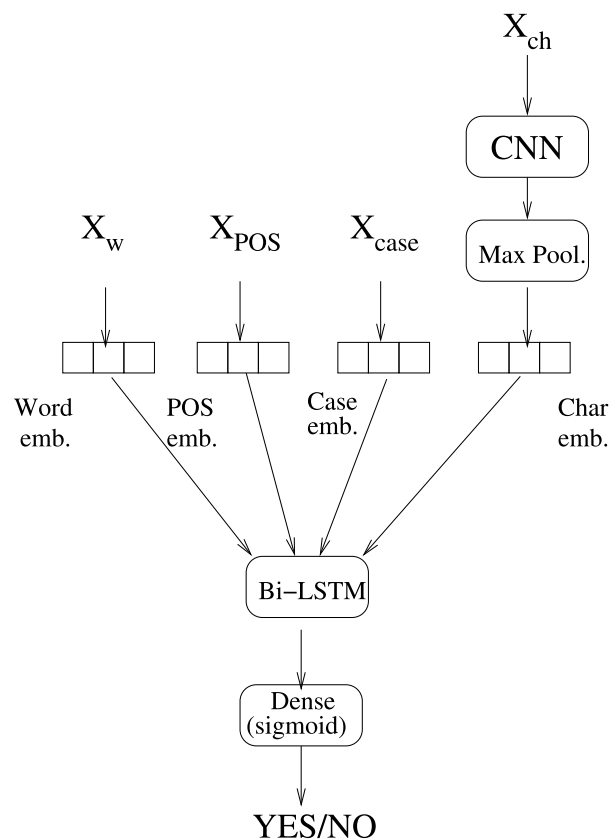 X_ch
CNN
Max Pool.
X_w
X_POS
X_case
Word
emb.
POS
emb.
Case
emb.
Char
emb.
Bi−LSTM
Dense
(sigmoid)
YES/NO